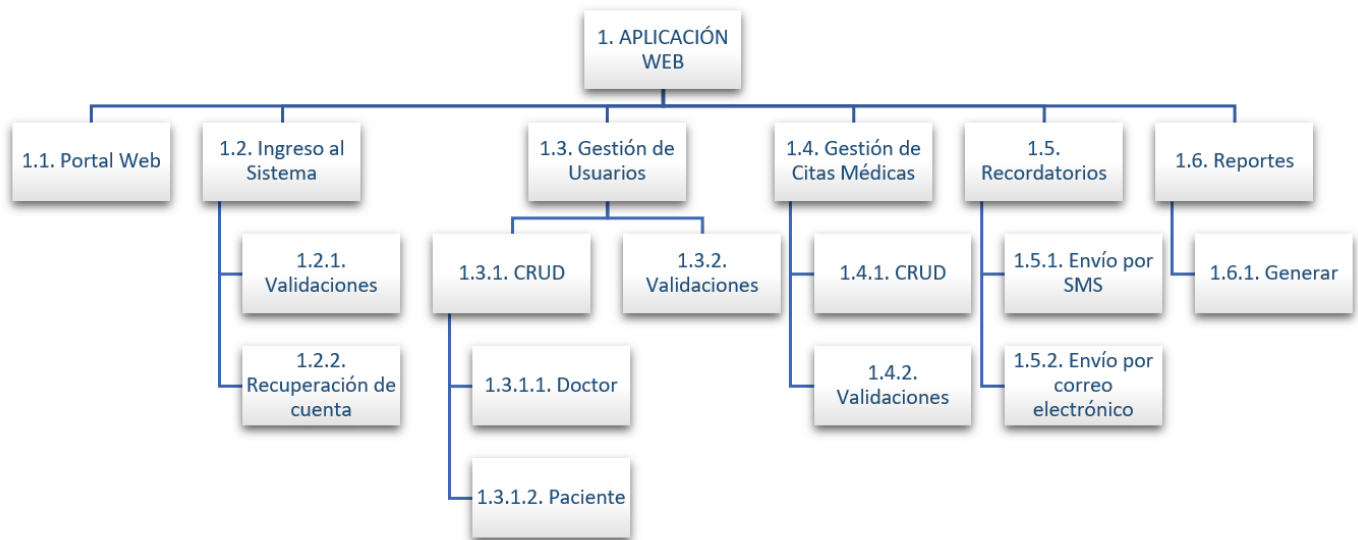 1. APLICACIÓN
WEB
1.1. Portal Web
1.2. Ingreso al
Sistema
1.3. Gestión de
Usuarios
1.4. Gestión de
Citas Médicas
1.5.
Recordatorios
1.6. Reportes
1.2.1.
Validaciones
1.3.1. CRUD
1.3.2.
Validaciones
1.4.1. CRUD
1.5.1. Envío por
SMS
1.6.1. Generar
1.2.2.
Recuperación de
cuenta
1.3.1.1. Doctor
1.4.2.
Validaciones
1.5.2. Envío por
correo
electrónico
1.3.1.2. Paciente